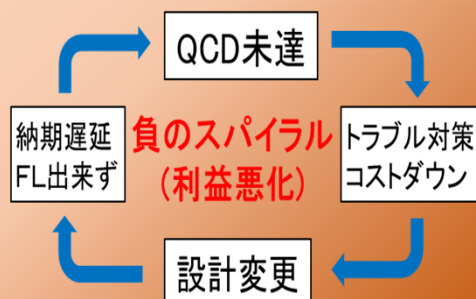 QCD未達
納期遅延
FL出来ず
負のスパイラル
(利益悪化)
トラブル対策
コストダウン
設計変更